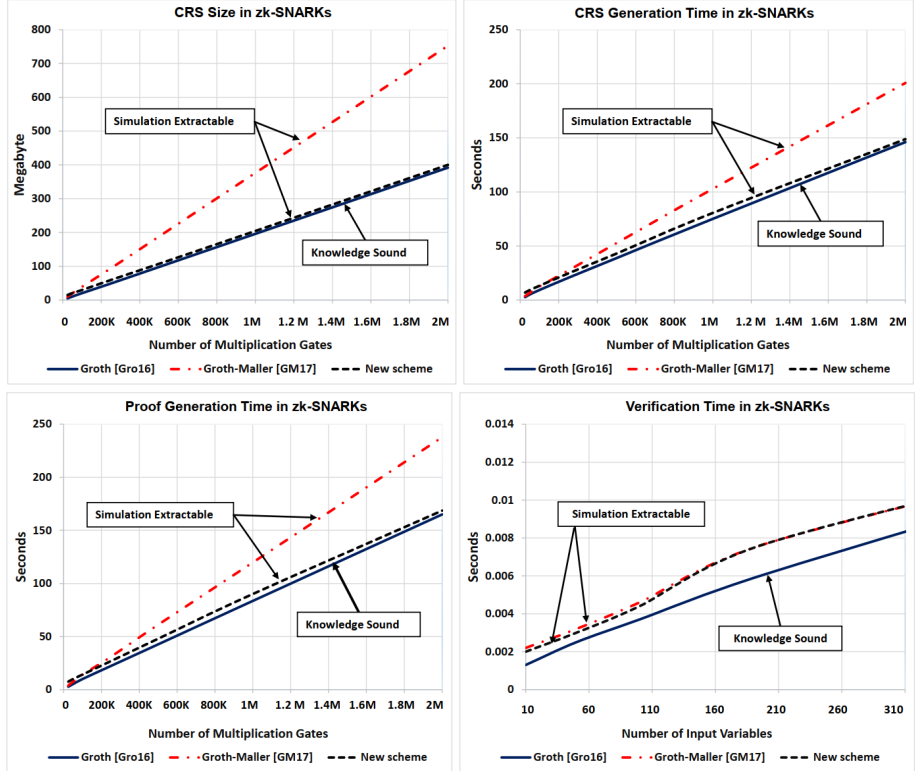 CRS Size in zk-SNARKs
800
700
600
500
400
300
200
100
0
Megabyte
Simulation Extractable
Knowledge Sound
0 200K 400K 600K 800K 1M 1.2 M 1.4M 1.6M 1.8M 2M
Number of Multiplication Gates
Groth [Gro16] Groth-Maller [GM17] New scheme
CRS Generation Time in zk-SNARKs
250
200
150
100
50
0
Seconds
Simulation Extractable
Knowledge Sound
0 200K 400K 600K 800K 1M 1.2M 1.4M 1.6M 1.8M 2M
Number of Multiplication Gates
Groth [Gro16] Groth-Maller [GM17] New scheme
Proof Generation Time in zk-SNARKs
250
200
150
100
50
0
Seconds
Simulation Extractable
Knowledge Sound
0 200K 400K 600K 800K 1M 1.2 M 1.4M 1.6M 1.8M 2M
Number of Multiplication Gates
Groth [Gro16] Groth-Maller [GM17] New scheme
Verification Time in zk-SNARKs
0.014
0.012
0.01
0.008
0.006
0.004
0.002
0
Seconds
Simulation Extractable
Knowledge Sound
10 60 110 160 210 260 310
Number of Input Variables
Groth [Gro16] Groth-Maller [GM17] New scheme